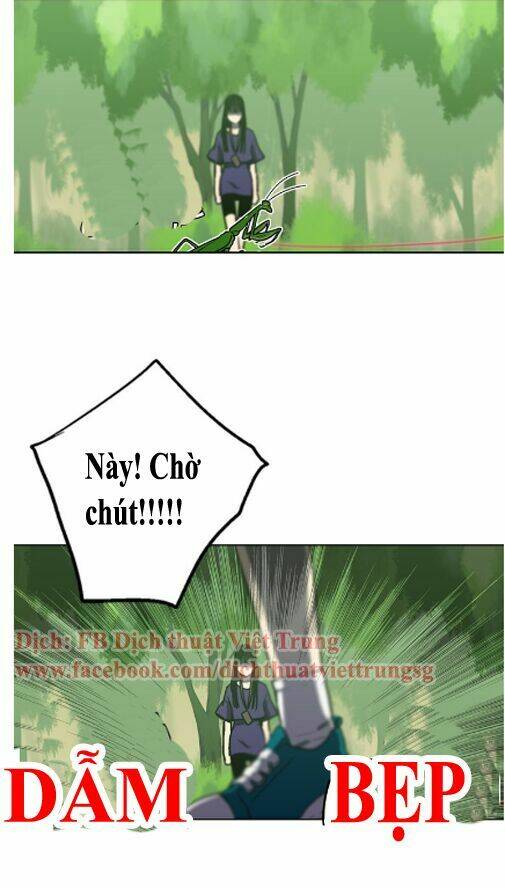 Này! Chờ
chút!!!!!
Dịch: FB Dịch thuật Việt Trung
www.facebook.com/dichthuatviettrungsg
DẪM BẸP